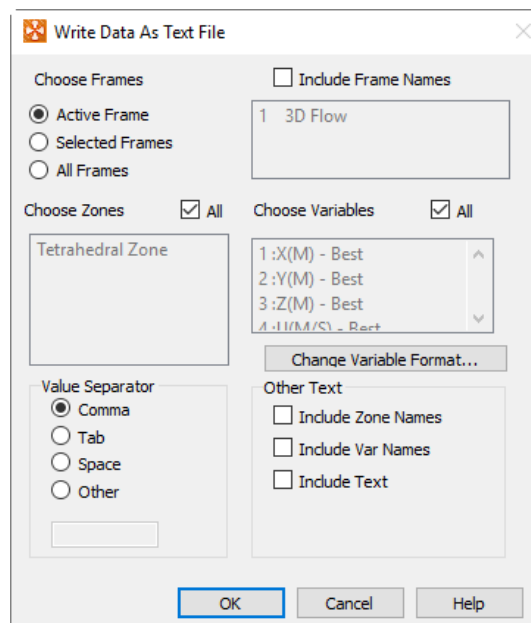 Write Data As Text File
Choose Frames
Include Frame Names
Active Frame
Selected Frames
All Frames
1 3D Flow
Choose Zones
All
Choose Variables
All
Tetrahedral Zone
1 :X(M) - Best
2 :Y(M) - Best
3 :Z(M) - Best
4 :U(M/S) - Best
Change Variable Format...
Value Separator
Comma
Tab
Space
Other
Other Text
Include Zone Names
Include Var Names
Include Text
OK
Cancel
Help